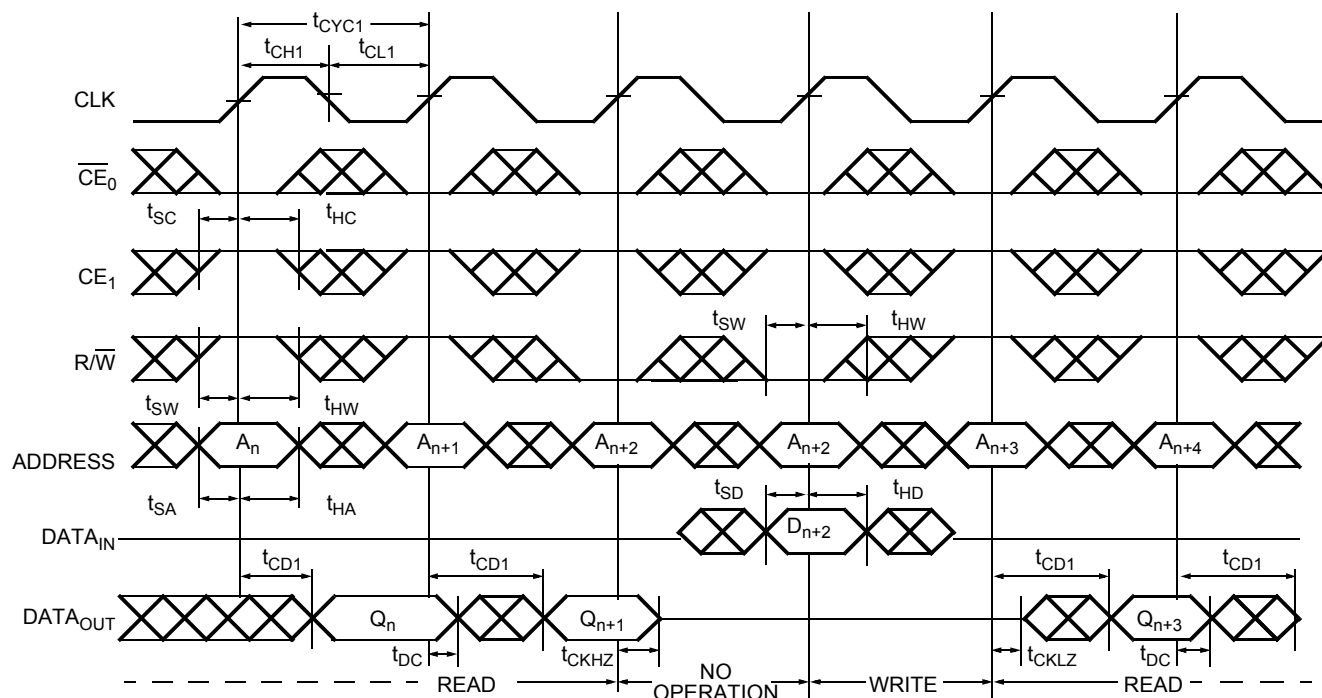 tCYC1
tCH1 tCL1
CLK
CE0
tSC tHC
CE1
tSW tHW
R/W
tSW tHW
An An+1 An+2 An+2 An+3 An+4
ADDRESS
tSA tHA tSD tHD
Dn+2
DATAIN
tCD1 tCD1 tCD1 tCD1
DATAOUT Qn Qn+1 Qn+3
tDC tCKHZ tCKLZ tDC
READ NO WRITE READ
OPERATION